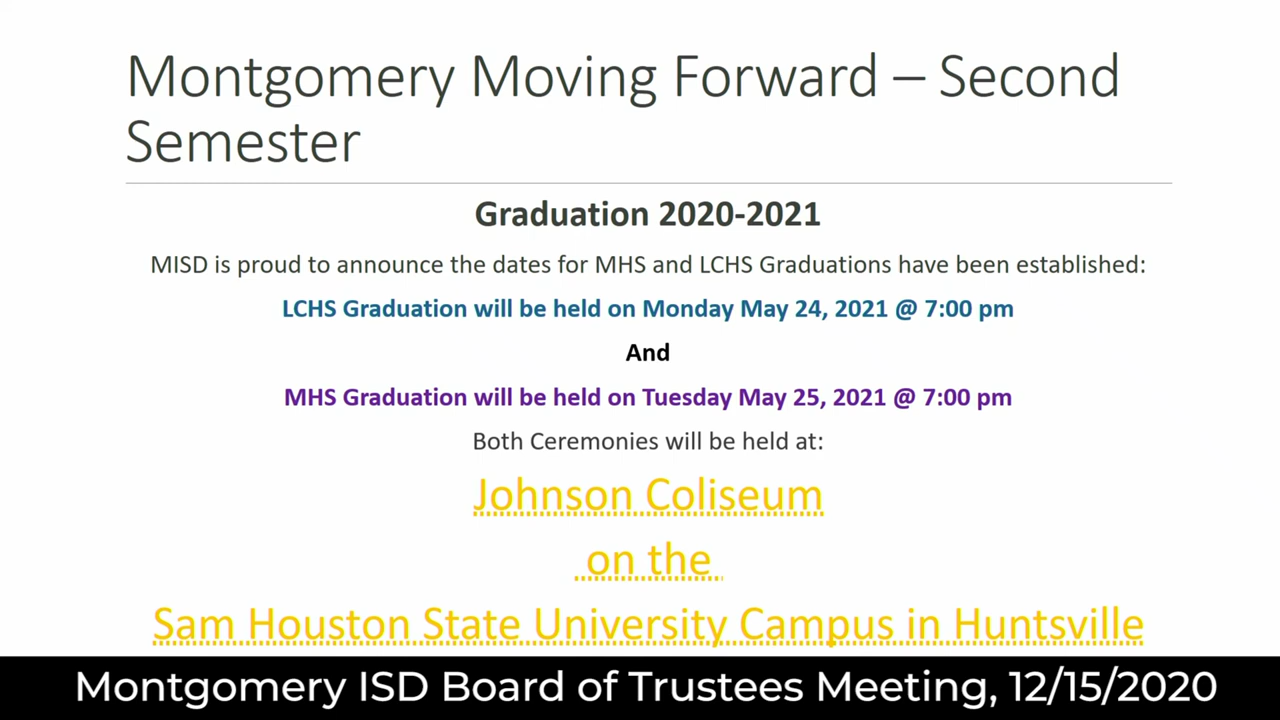 Montgomery Moving Forward – Second
Semester
Graduation 2020-2021
MISD is proud to announce the dates for MHS and LCHS Graduations have been established:
LCHS Graduation will be held on Monday May 24, 2021 @ 7:00 pm
And
MHS Graduation will be held on Tuesday May 25, 2021 @ 7:00 pm
Both Ceremonies will be held at:
Johnson Coliseum
on the
Sam Houston State University Campus in Huntsville
Montgomery ISD Board of Trustees Meeting, 12/15/2020